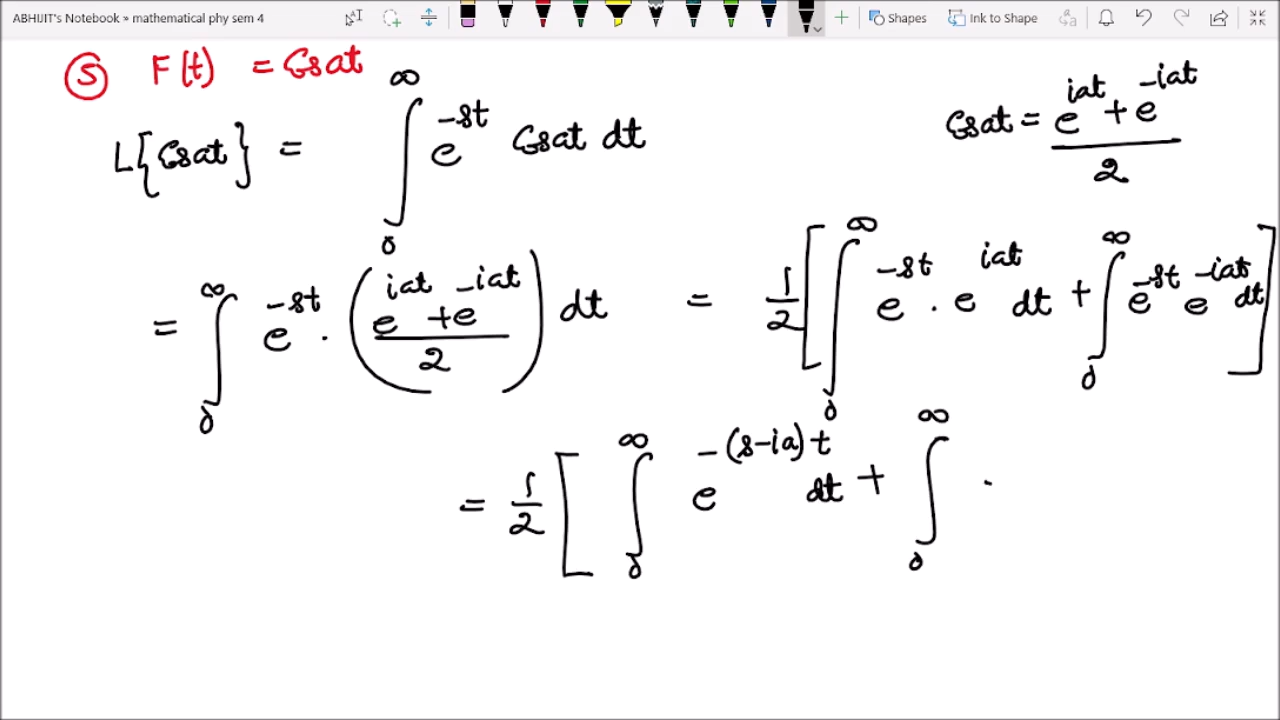 ABHIJIT's Notebook » mathematical phy sem 4
Shapes Ink to Shape
(5) F(t) = Cosat
L{Cosat} = ∫₀^∞ e^{-st} Cosat dt
Cosat = (e^{iat} + e^{-iat})/2
= ∫₀^∞ e^{-st} . ((e^{iat} + e^{-iat})/2) dt = 1/2 [ ∫₀^∞ e^{-st} . e^{iat} dt + ∫₀^∞ e^{-st} e^{-iat} dt ]
= 1/2 [ ∫₀^∞ e^{-(s-ia)t} dt + ∫₀^∞